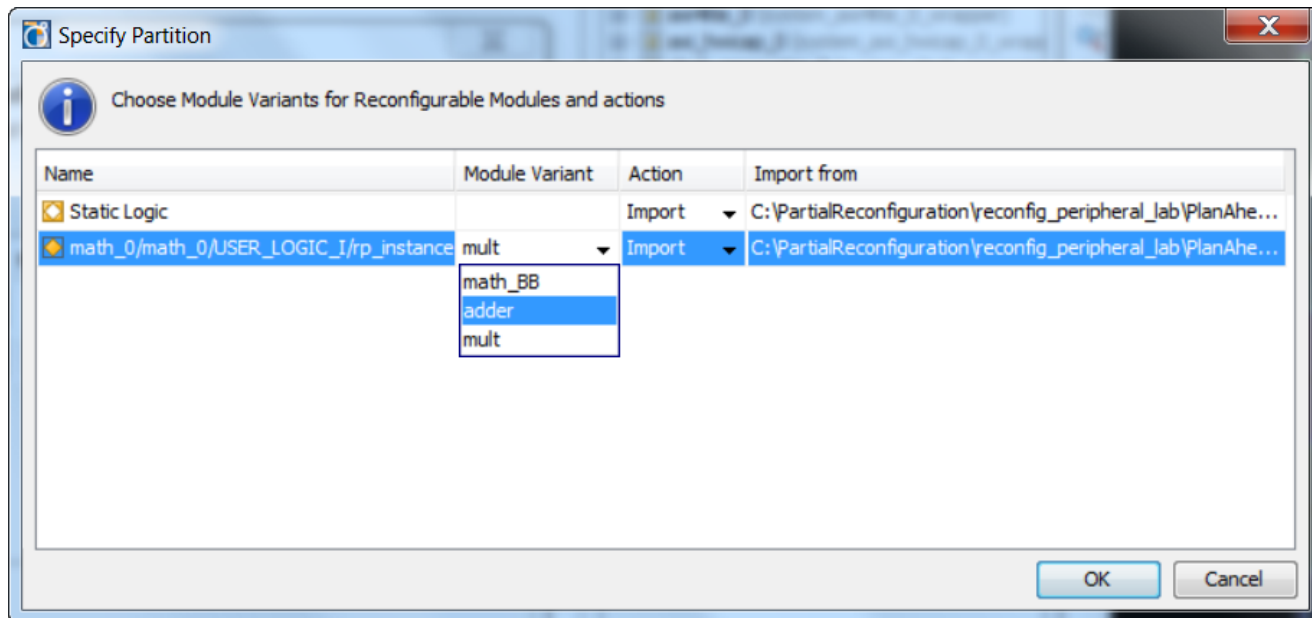 Specify Partition
Choose Module Variants for Reconfigurable Modules and actions
Name Module Variant Action Import from
Static Logic Import C:\PartialReconfiguration\reconfig_peripheral_lab\PlanAhe...
math_0/math_0/USER_LOGIC_I/rp_instance mult Import C:\PartialReconfiguration\reconfig_peripheral_lab\PlanAhe...
math_BB
adder
mult
OK Cancel